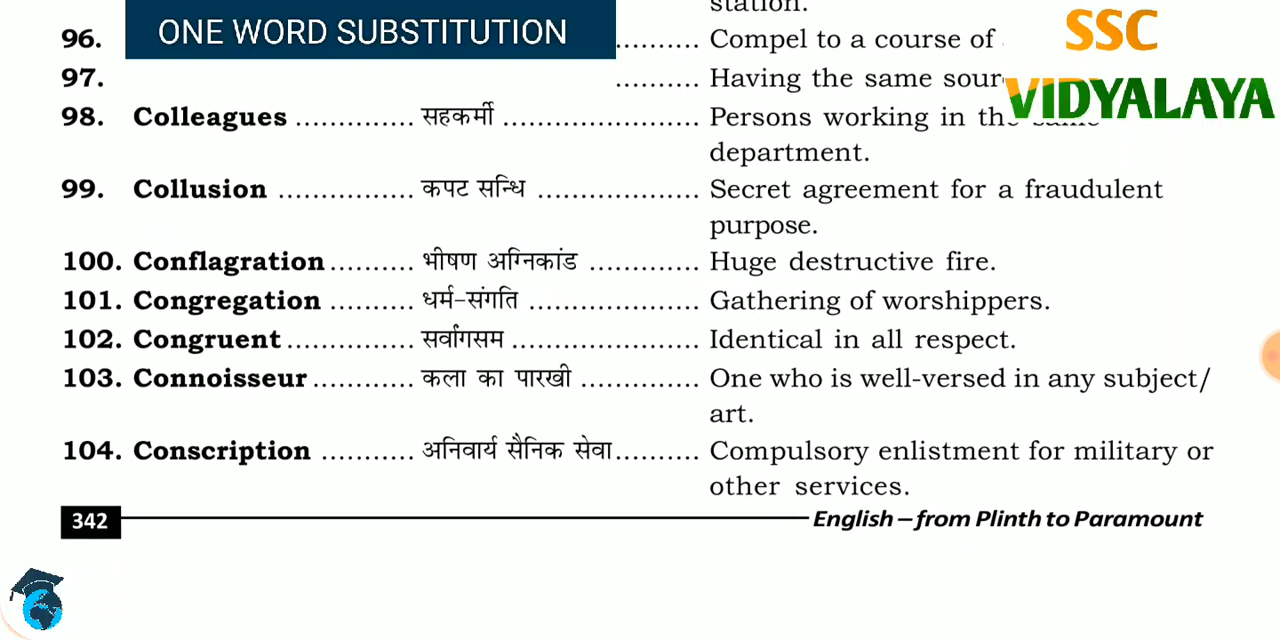 station.
ONE WORD SUBSTITUTION
SSC
VIDYALAYA
96. .......... Compel to a course of
97. .......... Having the same
98. Colleagues .............. सहकर्मी ....................... Persons working in the same
department.
99. Collusion ................ कपट सन्धि ................... Secret agreement for a fraudulent
purpose.
100. Conflagration.......... भीषण अग्निकांड ............. Huge destructive fire.
101. Congregation .......... धर्म-संगति .................... Gathering of worshippers.
102. Congruent............... सर्वांगसम ...................... Identical in all respect.
103. Connoisseur............ कला का पारखी .............. One who is well-versed in any subject/
art.
104. Conscription ........... अनिवार्य सैनिक सेवा.......... Compulsory enlistment for military or
other services.
342 English – from Plinth to Paramount